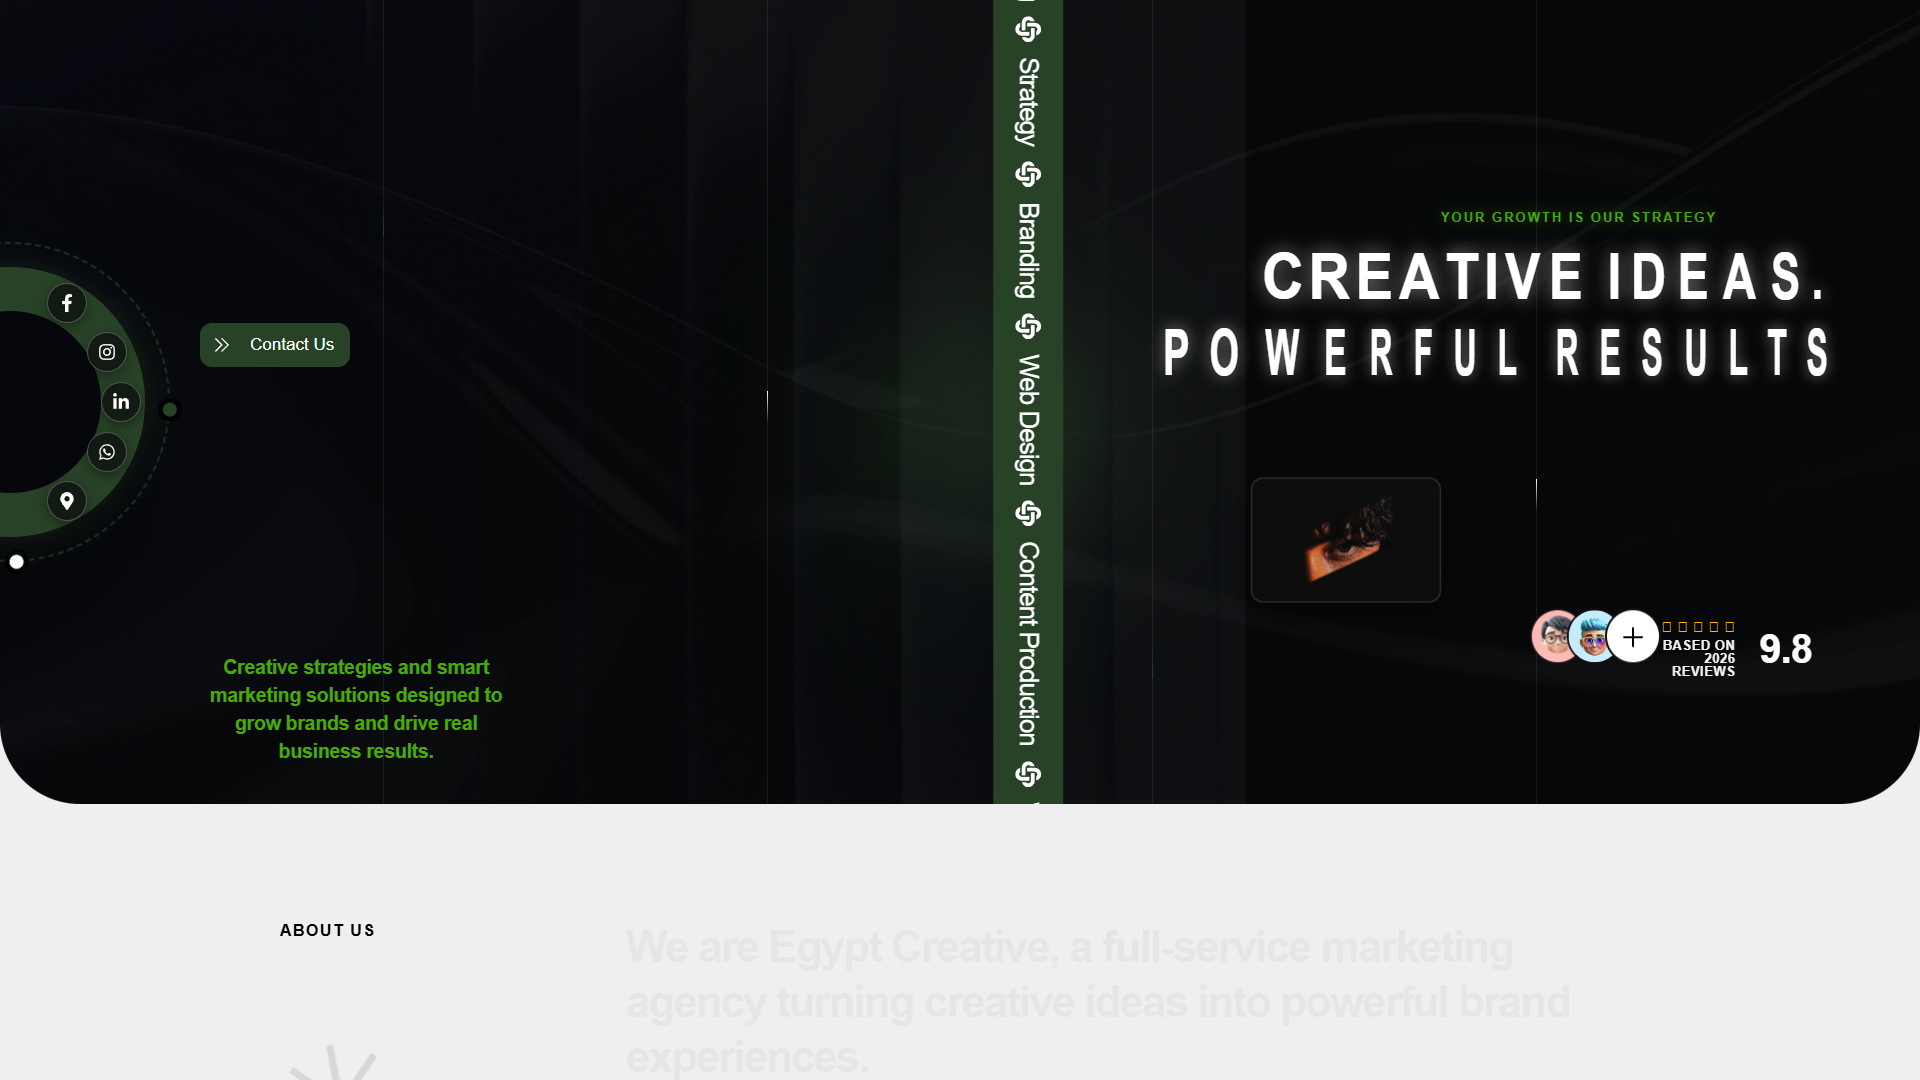 Strategy
Branding
Web Design
Content Production
YOUR GROWTH IS OUR STRATEGY
CREATIVE IDEAS.
POWERFUL RESULTS
Contact Us
BASED ON
2026
REVIEWS
9.8
Creative strategies and smart
marketing solutions designed to
grow brands and drive real
business results.
ABOUT US
We are Egypt Creative, a full-service marketing
agency turning creative ideas into powerful brand
experiences.